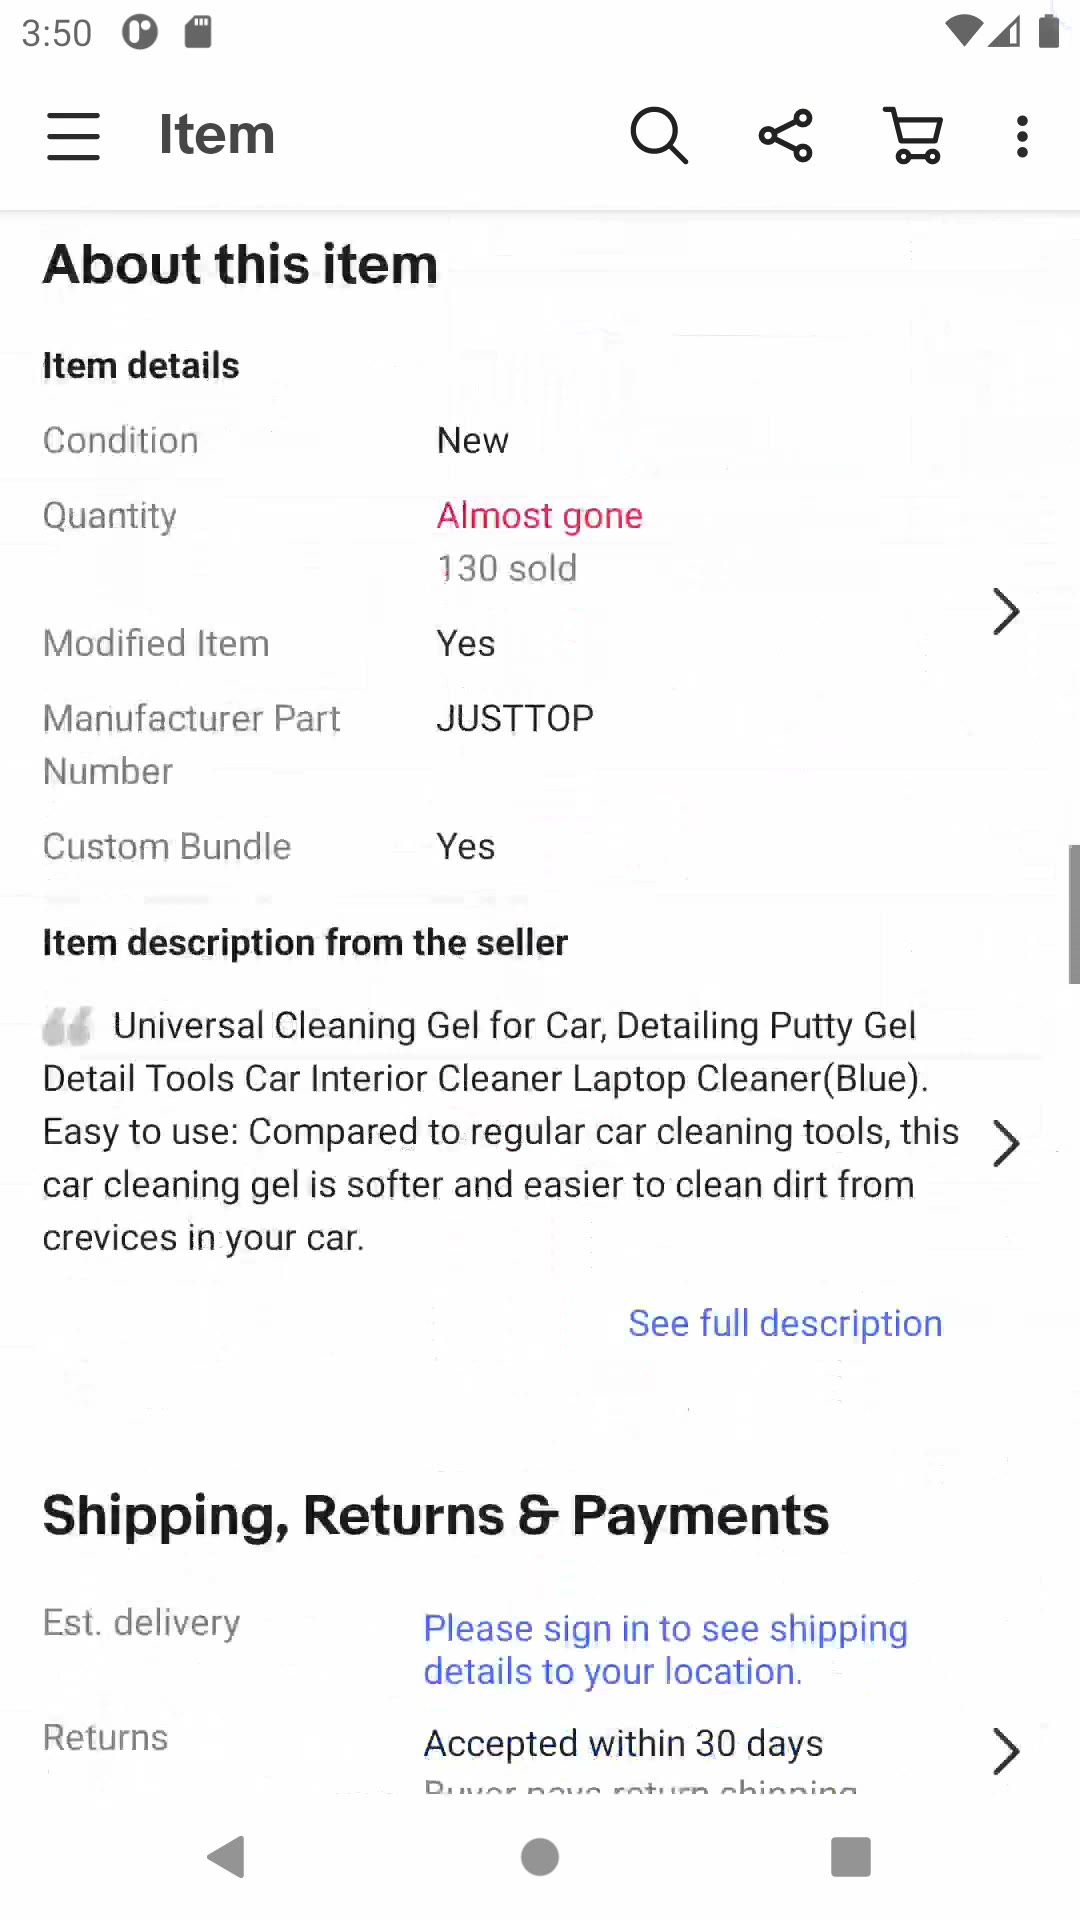 3:50
Item
About this item
Item details
Condition New
Quantity Almost gone
130 sold
Modified Item Yes
Manufacturer Part JUSTTOP
Number
Custom Bundle Yes
Item description from the seller
Universal Cleaning Gel for Car, Detailing Putty Gel
Detail Tools Car Interior Cleaner Laptop Cleaner(Blue).
Easy to use: Compared to regular car cleaning tools, this
car cleaning gel is softer and easier to clean dirt from
crevices in your car.
See full description
Shipping, Returns & Payments
Est. delivery Please sign in to see shipping
details to your location.
Returns Accepted within 30 days
Buyer pays return shipping